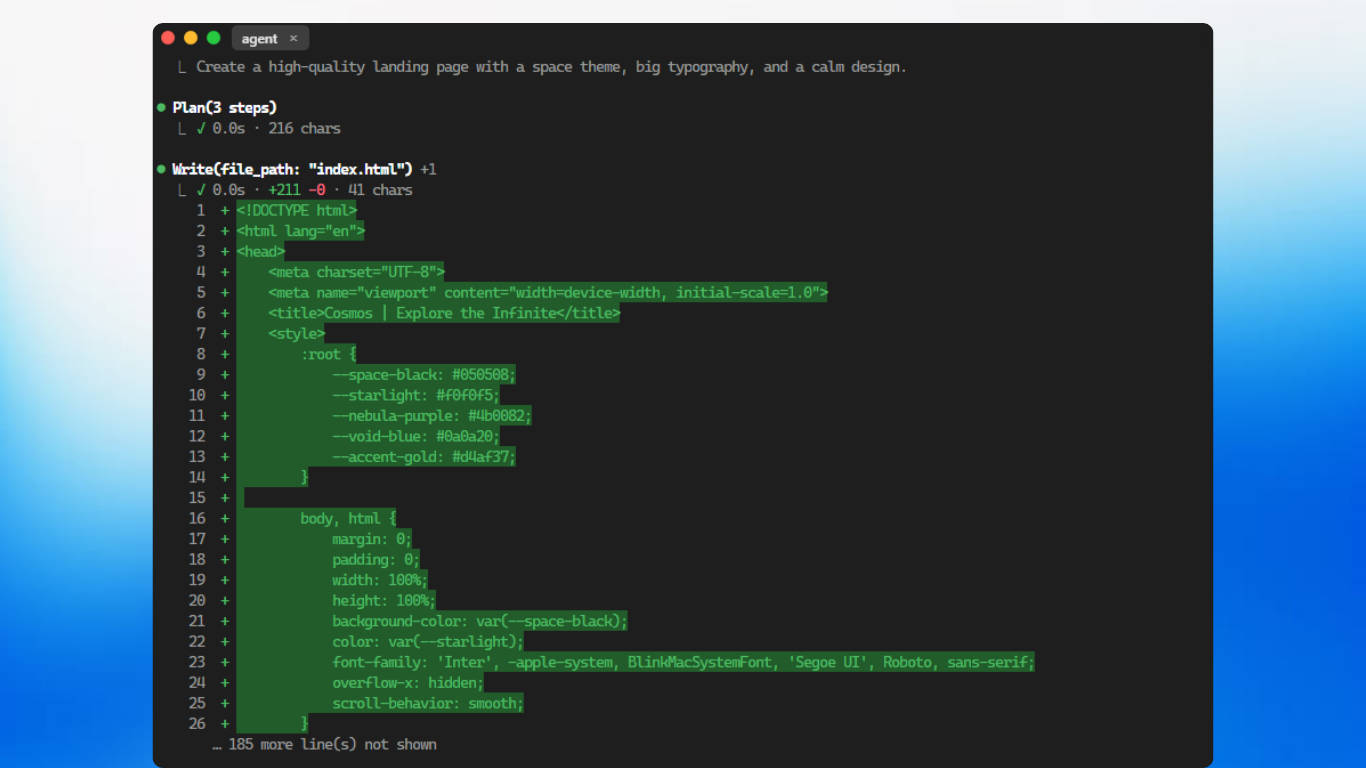 agent ×
⎿ Create a high-quality landing page with a space theme, big typography, and a calm design.
● Plan(3 steps)
⎿ ✓ 0.0s · 216 chars
● Write(file_path: "index.html") +1
⎿ ✓ 0.0s · +211 -0 · 41 chars
1 + <!DOCTYPE html>
2 + <html lang="en">
3 + <head>
4 +     <meta charset="UTF-8">
5 +     <meta name="viewport" content="width=device-width, initial-scale=1.0">
6 +     <title>Cosmos | Explore the Infinite</title>
7 +     <style>
8 +         :root {
9 +             --space-black: #050508;
10 +             --starlight: #f0f0f5;
11 +             --nebula-purple: #4b0082;
12 +             --void-blue: #0a0a20;
13 +             --accent-gold: #d4af37;
14 +         }
15 +
16 +         body, html {
17 +             margin: 0;
18 +             padding: 0;
19 +             width: 100%;
20 +             height: 100%;
21 +             background-color: var(--space-black);
22 +             color: var(--starlight);
23 +             font-family: 'Inter', -apple-system, BlinkMacSystemFont, 'Segoe UI', Roboto, sans-serif;
24 +             overflow-x: hidden;
25 +             scroll-behavior: smooth;
26 +         }
… 185 more line(s) not shown